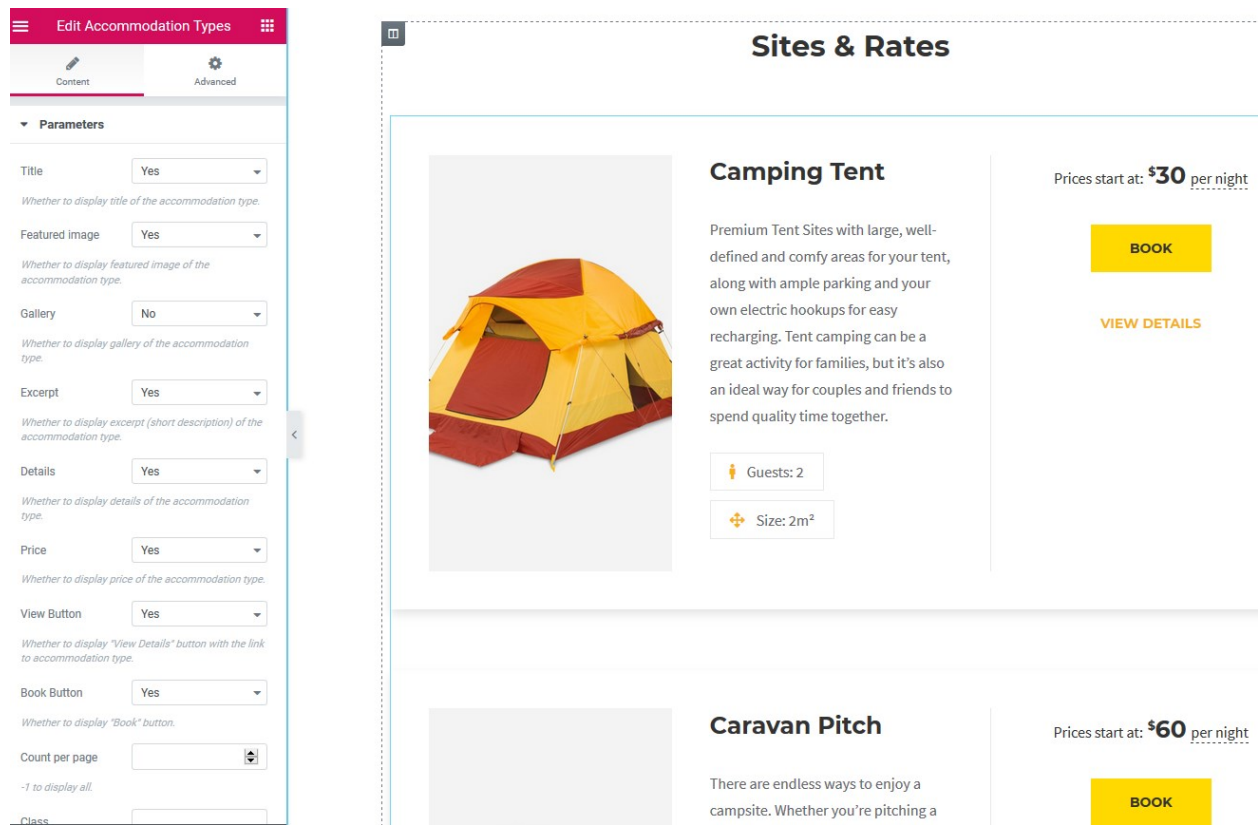 Edit Accommodation Types
Content
Advanced
Parameters
Title
Yes
Whether to display title of the accommodation type.
Featured image
Yes
Whether to display featured image of the
accommodation type.
Gallery
No
Whether to display gallery of the accommodation
type.
Excerpt
Yes
Whether to display excerpt (short description) of the
accommodation type.
Details
Yes
Whether to display details of the accommodation
type.
Price
Yes
Whether to display price of the accommodation type.
View Button
Yes
Whether to display "View Details" button with the link
to accommodation type.
Book Button
Yes
Whether to display "Book" button.
Count per page
-1 to display all.
Class
Sites & Rates
Camping Tent
Premium Tent Sites with large, well-
defined and comfy areas for your tent,
along with ample parking and your
own electric hookups for easy
recharging. Tent camping can be a
great activity for families, but it’s also
an ideal way for couples and friends to
spend quality time together.
Guests: 2
Size: 2m²
Prices start at: $30 per night
BOOK
VIEW DETAILS
Caravan Pitch
There are endless ways to enjoy a
campsite. Whether you’re pitching a
Prices start at: $60 per night
BOOK